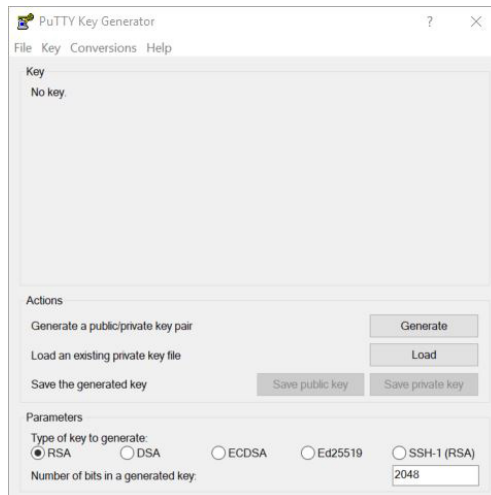 PuTTY Key Generator ? ×
File Key Conversions Help
Key
No key.
Actions
Generate a public/private key pair Generate
Load an existing private key file Load
Save the generated key Save public key Save private key
Parameters
Type of key to generate:
RSA DSA ECDSA Ed25519 SSH-1 (RSA)
Number of bits in a generated key: 2048